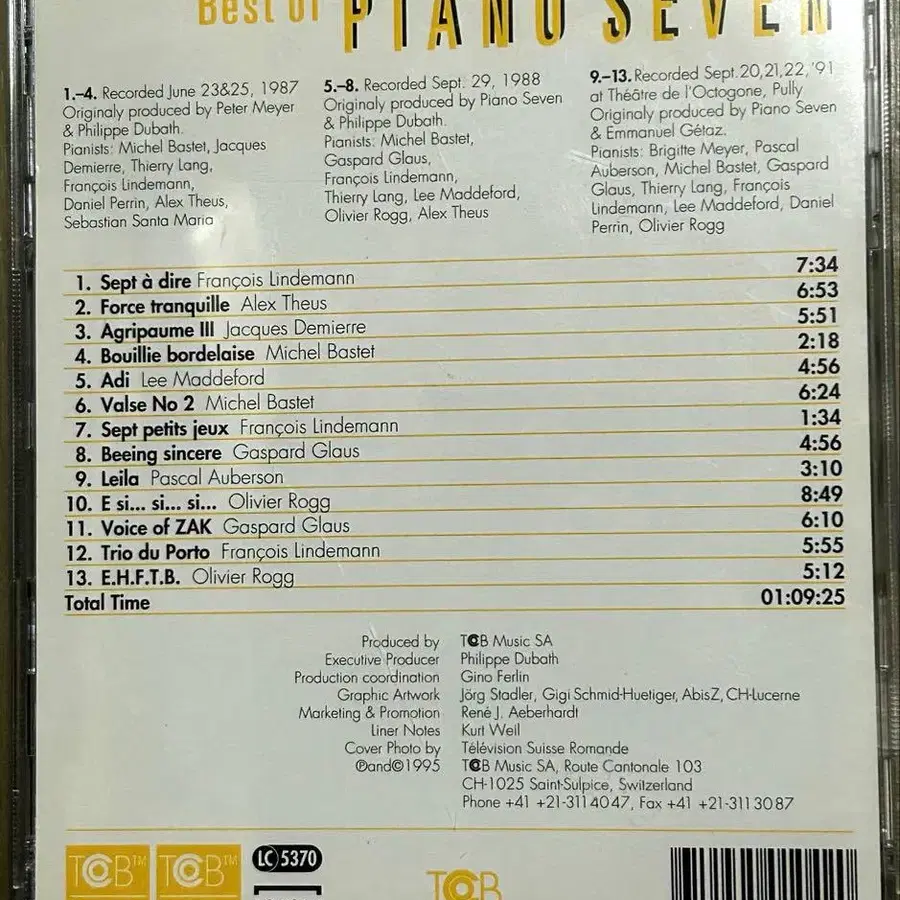 Best of PIANO SEVEN
1.–4. Recorded June 23&25, 1987
Originaly produced by Peter Meyer
& Philippe Dubath.
Pianists: Michel Bastet, Jacques
Demierre, Thierry Lang,
François Lindemann,
Daniel Perrin, Alex Theus,
Sebastian Santa Maria
5.–8. Recorded Sept. 29, 1988
Originaly produced by Piano Seven
& Philippe Dubath.
Pianists: Michel Bastet,
Gaspard Glaus,
François Lindemann,
Thierry Lang, Lee Maddeford,
Olivier Rogg, Alex Theus
9.–13. Recorded Sept.20,21,22,'91
at Théâtre de l'Octogone, Pully
Originaly produced by Piano Seven
& Emmanuel Gétaz.
Pianists: Brigitte Meyer, Pascal
Auberson, Michel Bastet, Gaspard
Glaus, Thierry Lang, François
Lindemann, Lee Maddeford, Daniel
Perrin, Olivier Rogg
1. Sept à dire François Lindemann 7:34
2. Force tranquille Alex Theus 6:53
3. Agripaume III Jacques Demierre 5:51
4. Bouillie bordelaise Michel Bastet 2:18
5. Adi Lee Maddeford 4:56
6. Valse No 2 Michel Bastet 6:24
7. Sept petits jeux François Lindemann 1:34
8. Beeing sincere Gaspard Glaus 4:56
9. Leila Pascal Auberson 3:10
10. E si... si... si... Olivier Rogg 8:49
11. Voice of ZAK Gaspard Glaus 6:10
12. Trio du Porto François Lindemann 5:55
13. E.H.F.T.B. Olivier Rogg 5:12
Total Time 01:09:25
Produced by TCB Music SA
Executive Producer Philippe Dubath
Production coordination Gino Ferlin
Graphic Artwork Jörg Stadler, Gigi Schmid-Huetiger, AbisZ, CH-Lucerne
Marketing & Promotion René J. Aeberhardt
Liner Notes Kurt Weil
Cover Photo by Télévision Suisse Romande
℗and©1995 TCB Music SA, Route Cantonale 103
CH-1025 Saint-Sulpice, Switzerland
Phone +41 +21-311 40 47, Fax +41 +21-311 30 87
TCB™ TCB™ LC 5370
TCB